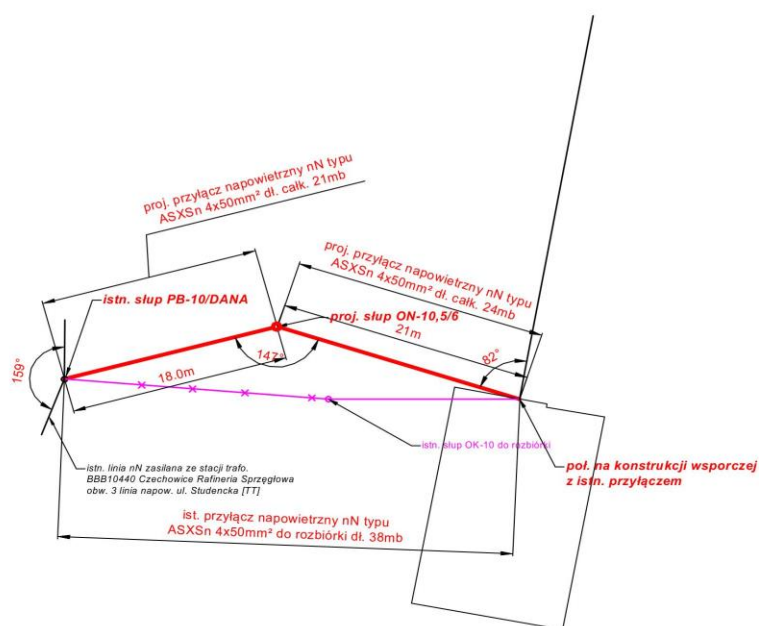 proj. przyłącz napowietrzny nN typu
ASXSn 4x50mm² dł. całk. 21mb
proj. przyłącz napowietrzny nN typu
ASXSn 4x50mm² dł. całk. 24mb
istn. słup PB-10/DANA
proj. słup ON-10,5/6
21m
159°
147°
82°
18.0m
istn. słup OK-10 do rozbiórki
istn. linia nN zasilana ze stacji trafo.
BBB10440 Czechowice Rafineria Sprzęgłowa
obw. 3 linia napow. ul. Studencka [TT]
poł. na konstrukcji wsporczej
z istn. przyłączem
ist. przyłącz napowietrzny nN typu
ASXSn 4x50mm² do rozbiórki dł. 38mb